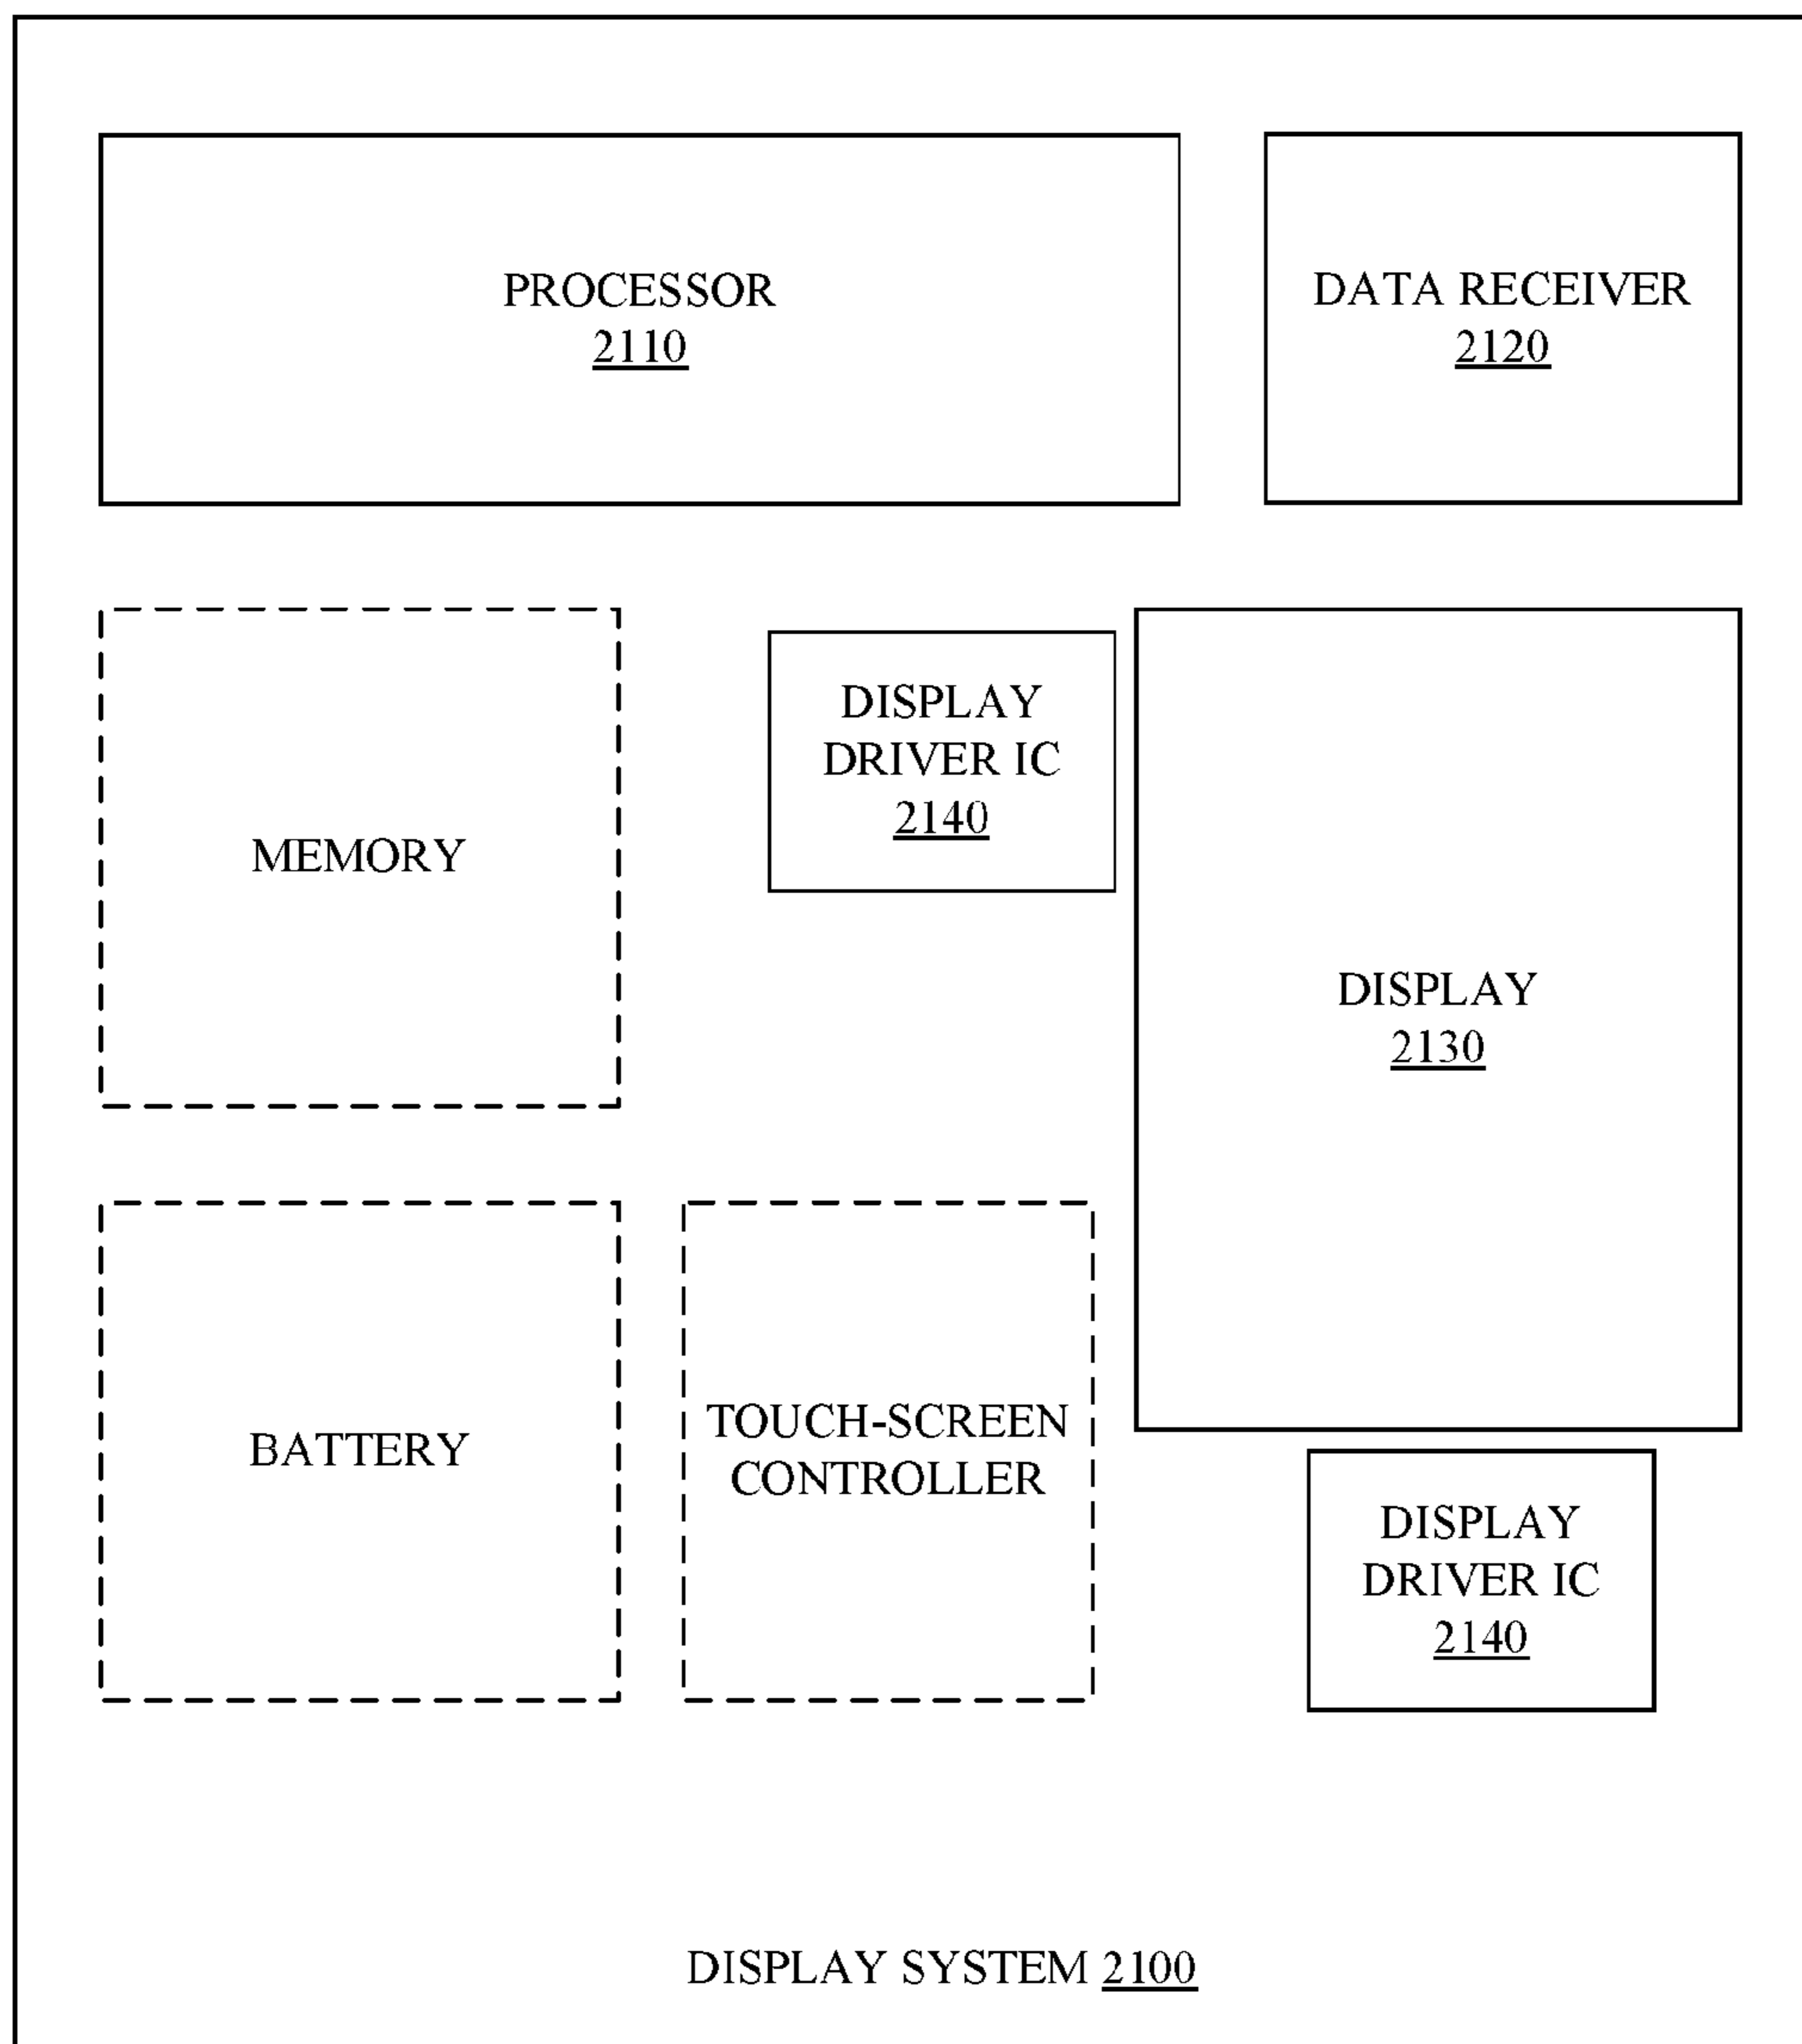 PROCESSOR
2110
DATA RECEIVER
2120
MEMORY
DISPLAY
DRIVER IC
2140
DISPLAY
2130
BATTERY
TOUCH-SCREEN
CONTROLLER
DISPLAY
DRIVER IC
2140
DISPLAY SYSTEM 2100